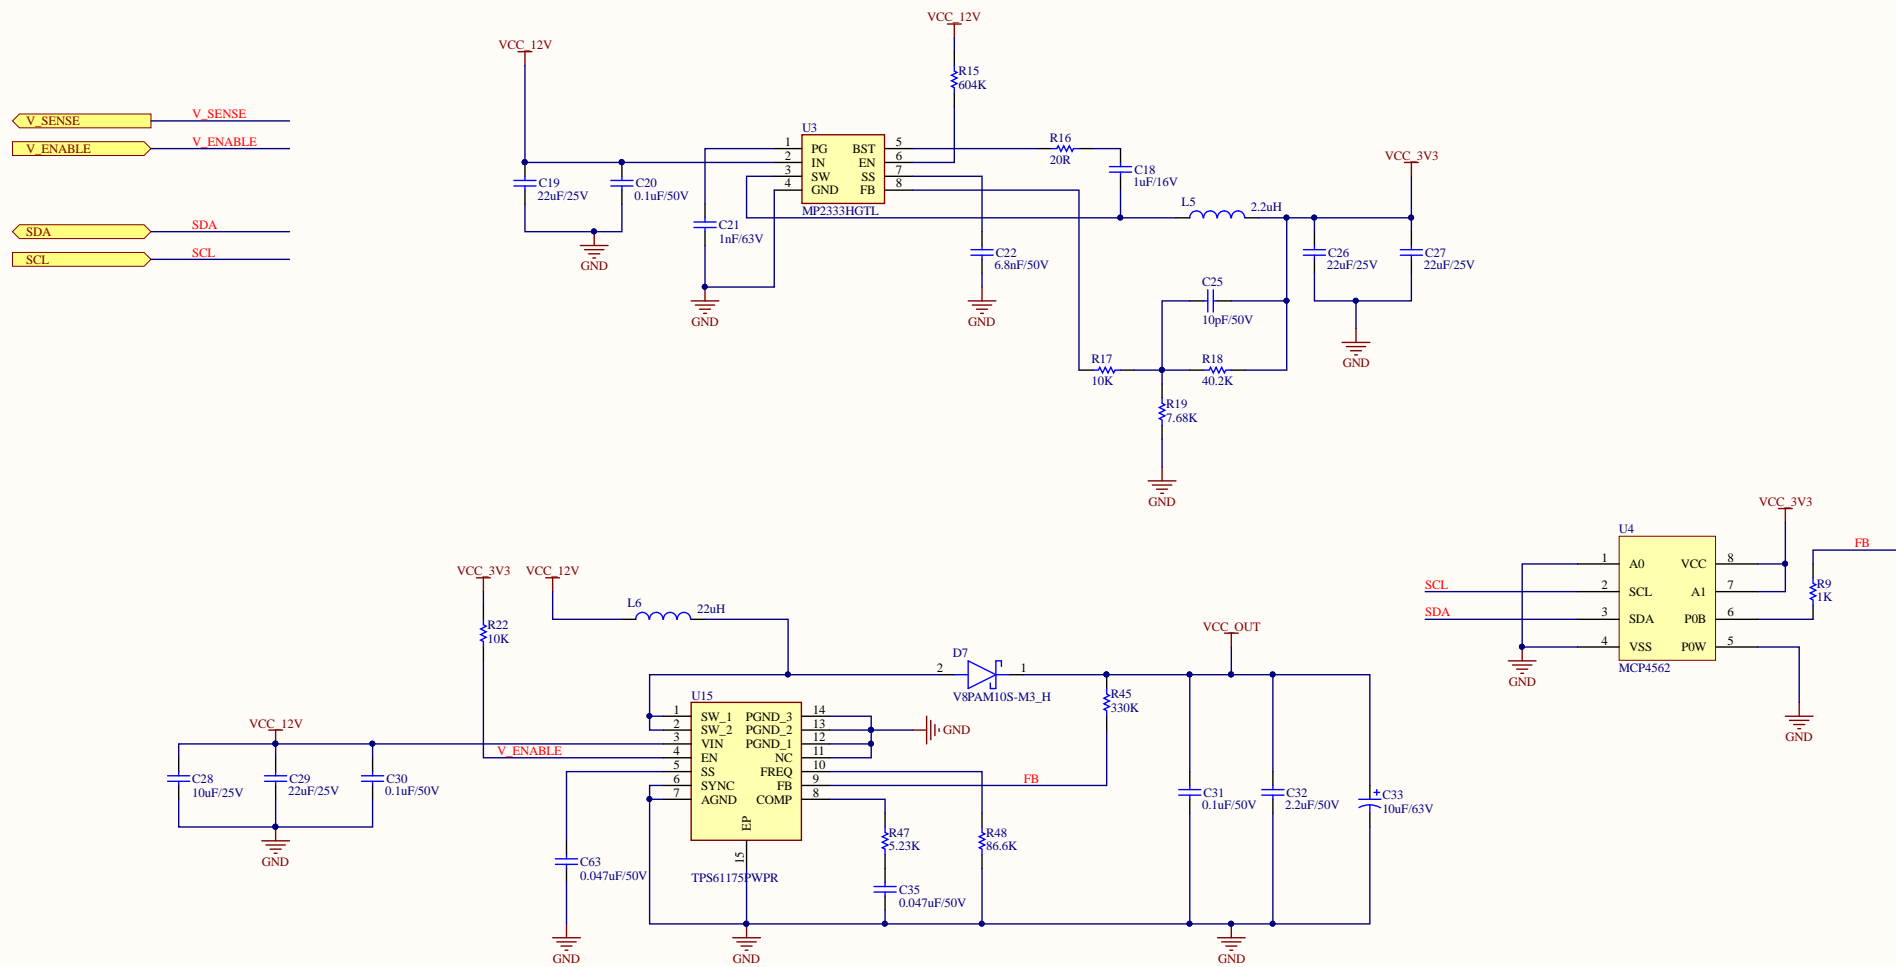 VCC_12V
VCC_12V
R15
604K
V_SENSE
V_SENSE
V_ENABLE
V_ENABLE
SDA
SDA
SCL
SCL
C19
22uF/25V
C20
0.1uF/50V
GND
U3
1 PG BST 5
2 IN EN 6
3 SW SS 7
4 GND FB 8
MP2333HGTL
C21
1nF/63V
GND
R16
20R
C18
1uF/16V
C22
6.8nF/50V
GND
L5
2.2uH
VCC_3V3
C26
22uF/25V
C27
22uF/25V
GND
C25
10pF/50V
R17
10K
R18
40.2K
R19
7.68K
GND
VCC_3V3
U4
1 A0 VCC 8
2 SCL A1 7
3 SDA P0B 6
4 VSS P0W 5
MCP4562
SCL
SDA
GND
FB
R9
1K
GND
VCC_3V3
VCC_12V
R22
10K
L6
22uH
VCC_OUT
D7
2
1
V8PAM10S-M3_H
R45
330K
U15
1 SW_1 PGND_3 14
2 SW_2 PGND_2 13
3 VIN PGND_1 12
4 EN NC 11
5 SS FREQ 10
6 SYNC FB 9
7 AGND COMP 8
EP
15
TPS61175PWPR
GND
V_ENABLE
FB
VCC_12V
C28
10uF/25V
C29
22uF/25V
C30
0.1uF/50V
GND
C63
0.047uF/50V
GND
R47
5.23K
R48
86.6K
C35
0.047uF/50V
GND
C31
0.1uF/50V
C32
2.2uF/50V
+
C33
10uF/63V
GND